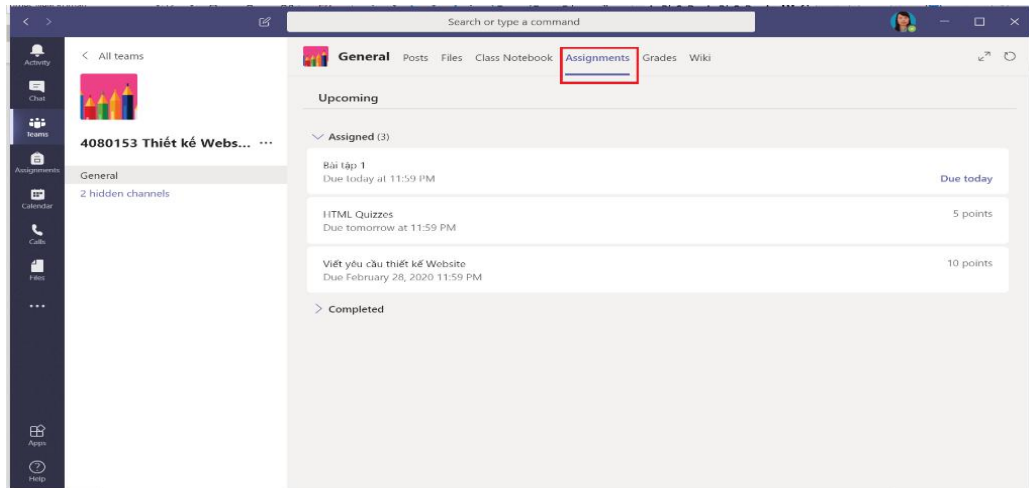 Search or type a command
Activity
Chat
Teams
Assignments
Calendar
Calls
Files
Apps
Help
All teams
4080153 Thiết kế Webs... ...
General
2 hidden channels
General Posts Files Class Notebook Assignments Grades Wiki
Upcoming
Assigned (3)
Bài tập 1
Due today at 11:59 PM
Due today
HTML Quizzes
5 points
Due tomorrow at 11:59 PM
Viết yêu cầu thiết kế Website
10 points
Due February 28, 2020 11:59 PM
Completed